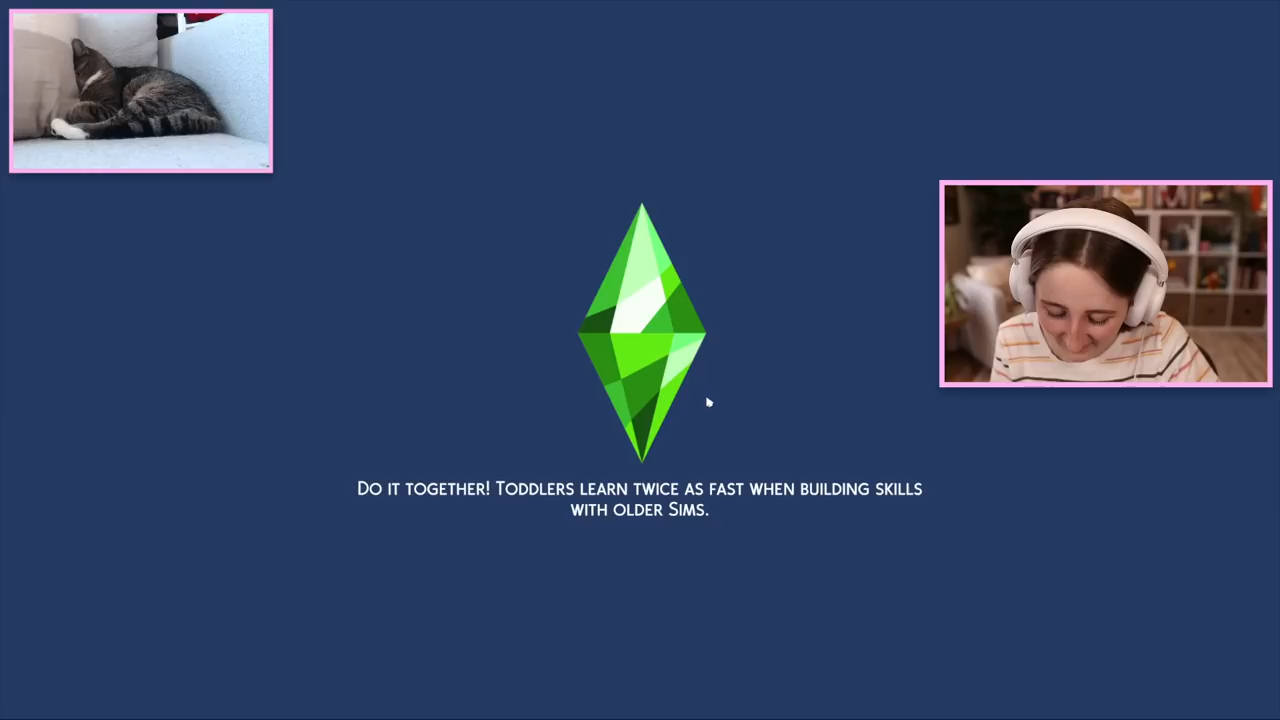 Do it together! Toddlers learn twice as fast when building skills
with older Sims.